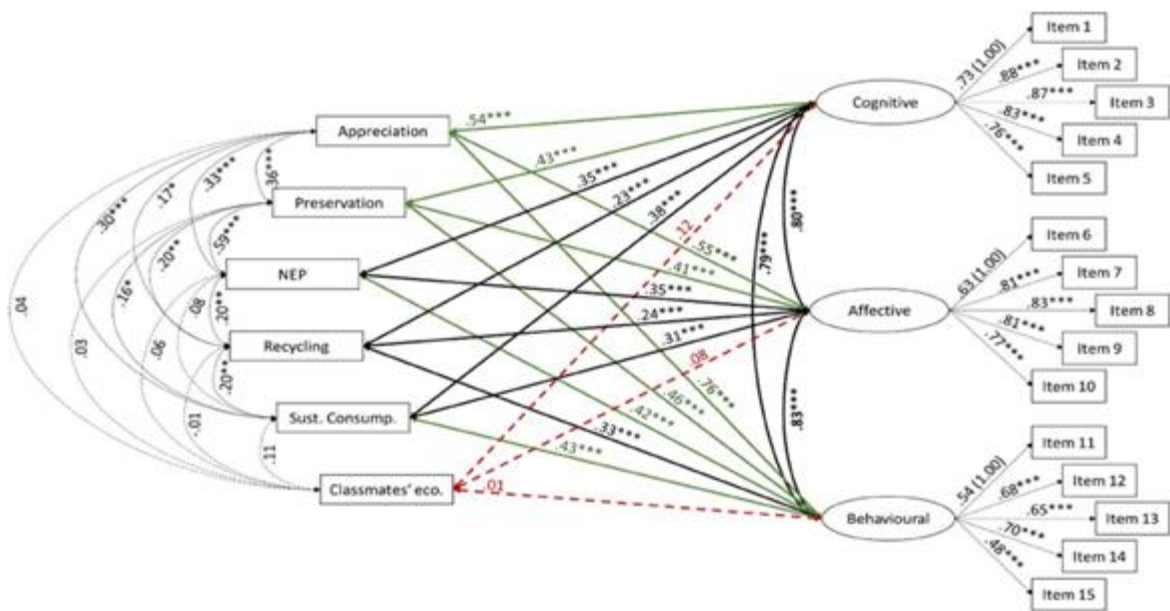 Appreciation
Preservation
NEP
Recycling
Sust. Consump.
Classmates' eco.
.04
.30***
.17*
.33***
.36***
.59***
.20**
.16*
.03
.08
.20**
.06
.20**
-.01
.11
.54***
.43***
.35***
.23***
.38***
.12
.55***
.41***
.35***
.24***
.31***
.08
.76***
.46***
.42***
.33***
.43***
.01
Cognitive
Affective
Behavioural
.80***
.79***
.83***
.73 (1.00)
.88***
.87***
.83***
.76***
Item 1
Item 2
Item 3
Item 4
Item 5
.63 (1.00)
.81***
.83***
.81***
.77***
Item 6
Item 7
Item 8
Item 9
Item 10
.54 (1.00)
.68***
.65***
.70***
.48***
Item 11
Item 12
Item 13
Item 14
Item 15